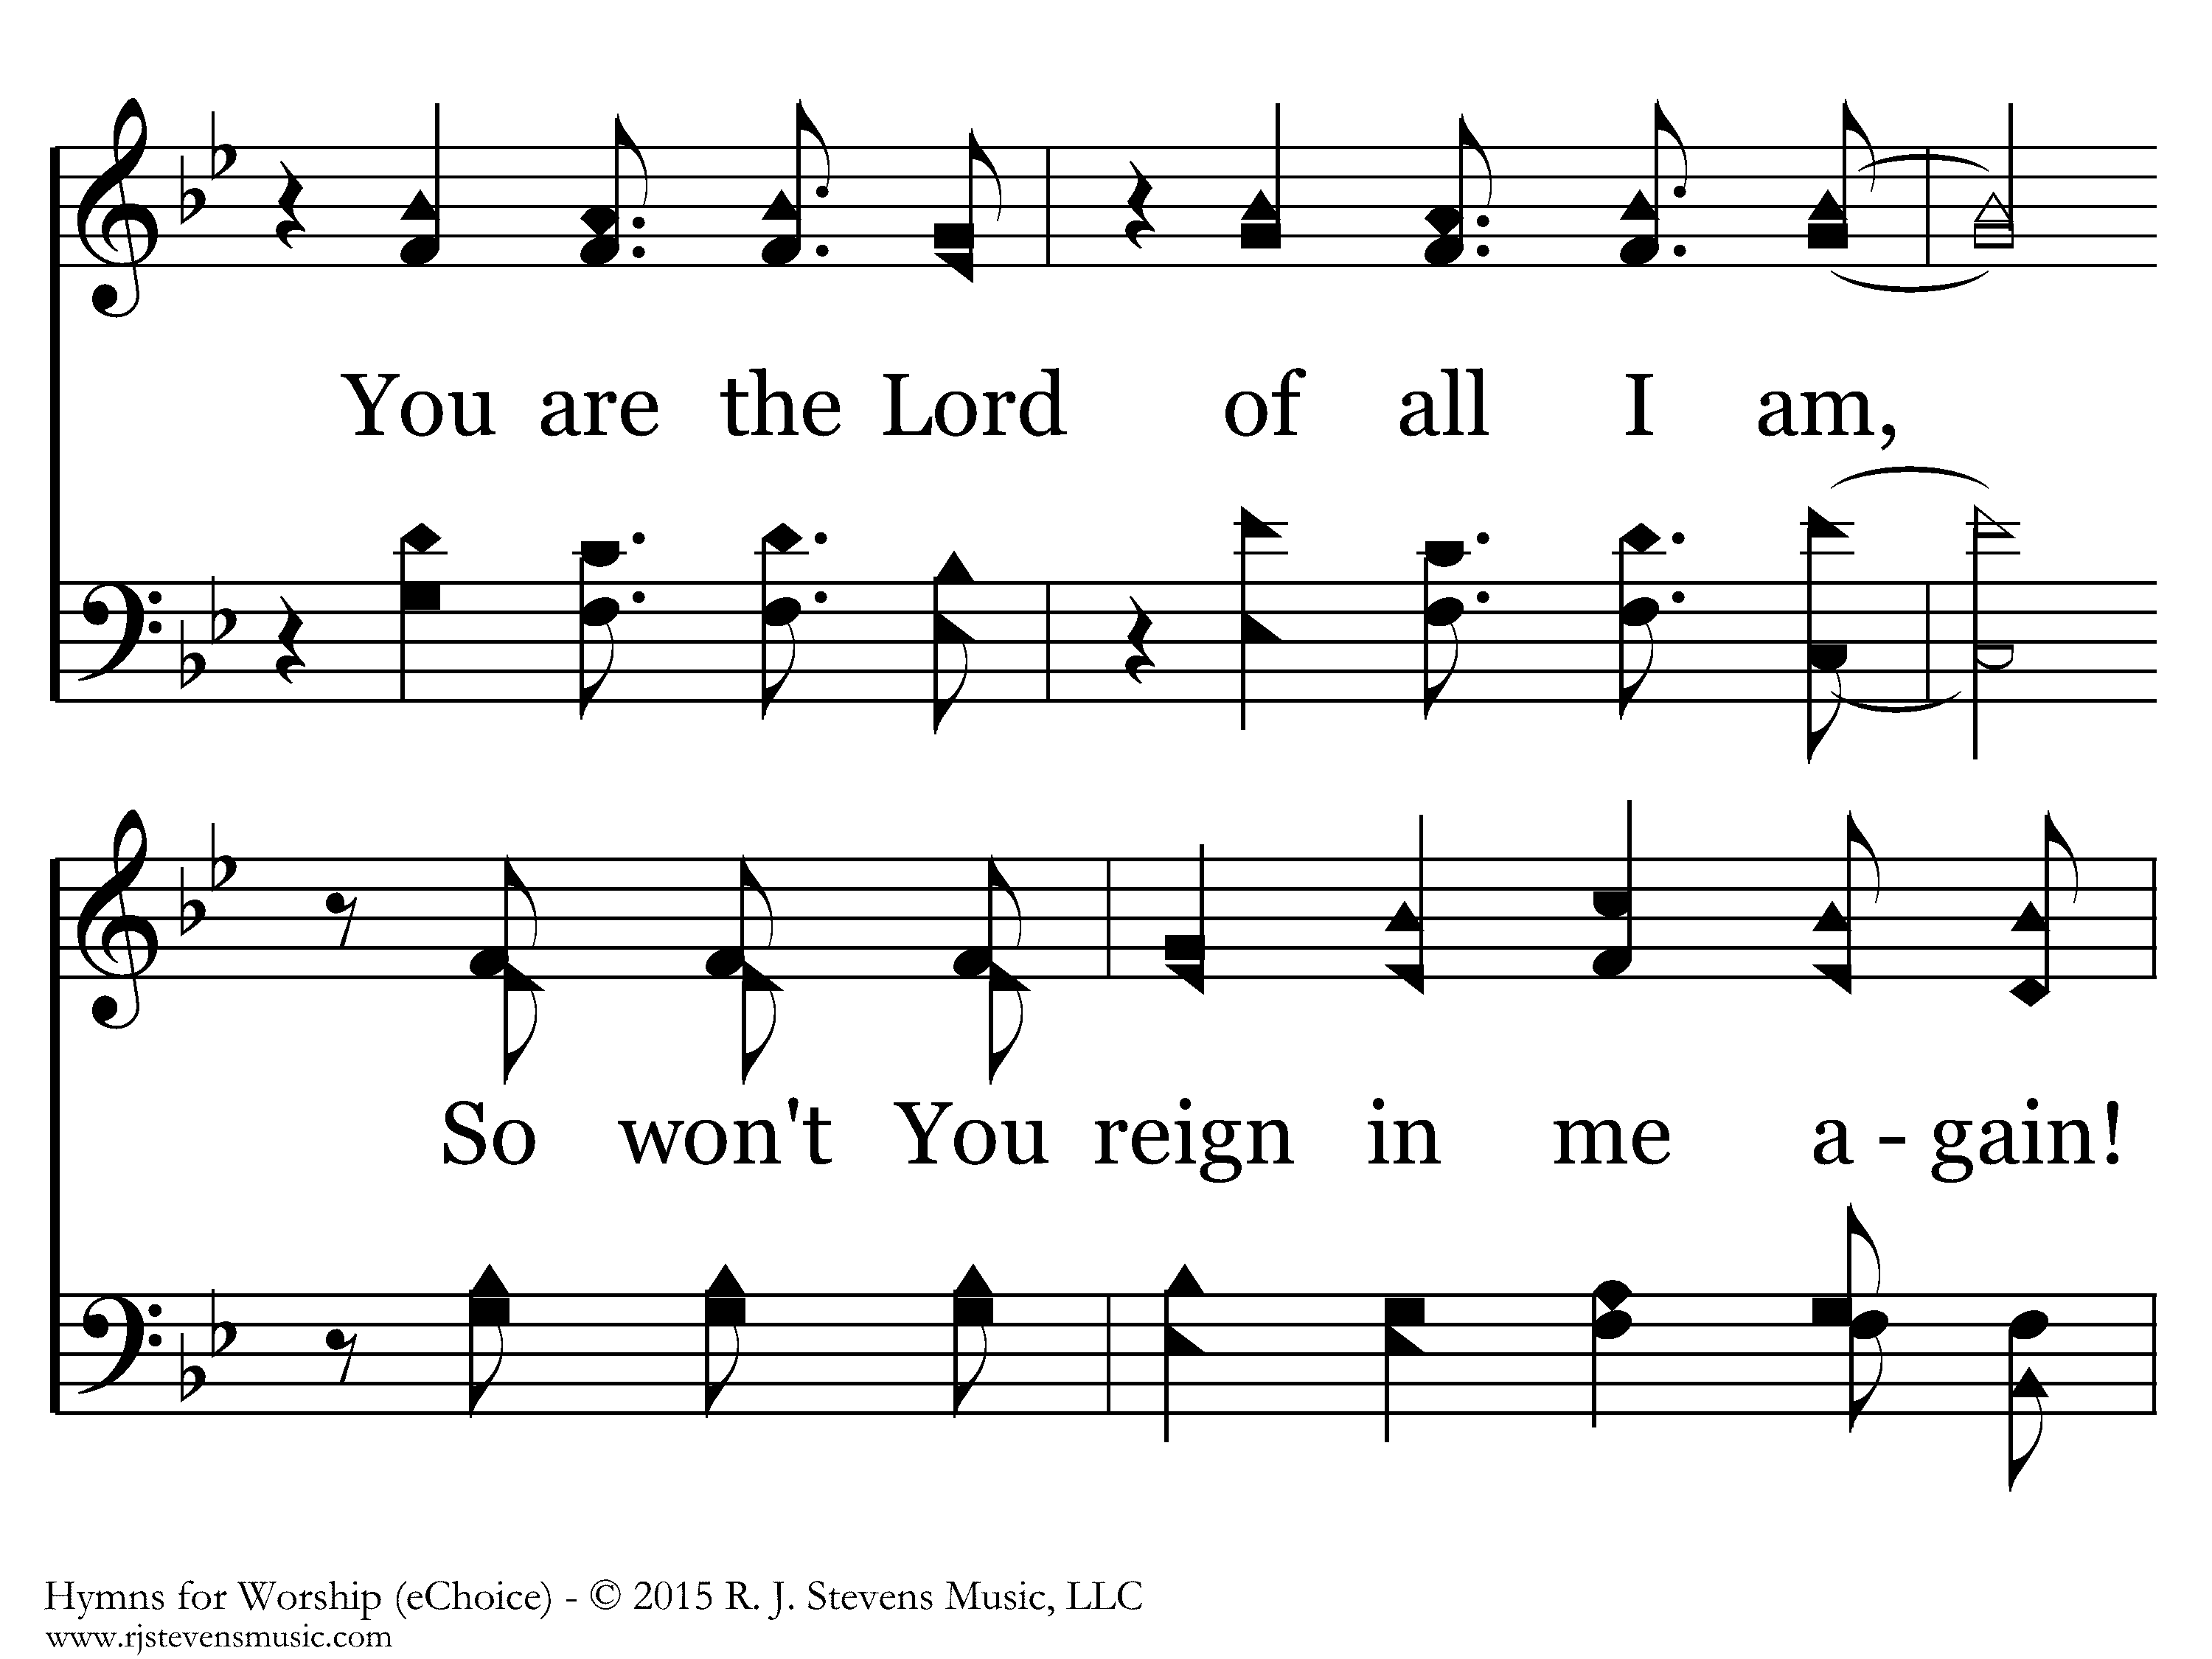 You are the Lord of all I am,
So won't You reign in me a - gain!
Hymns for Worship (eChoice) - © 2015 R. J. Stevens Music, LLC
www.rjstevensmusic.com